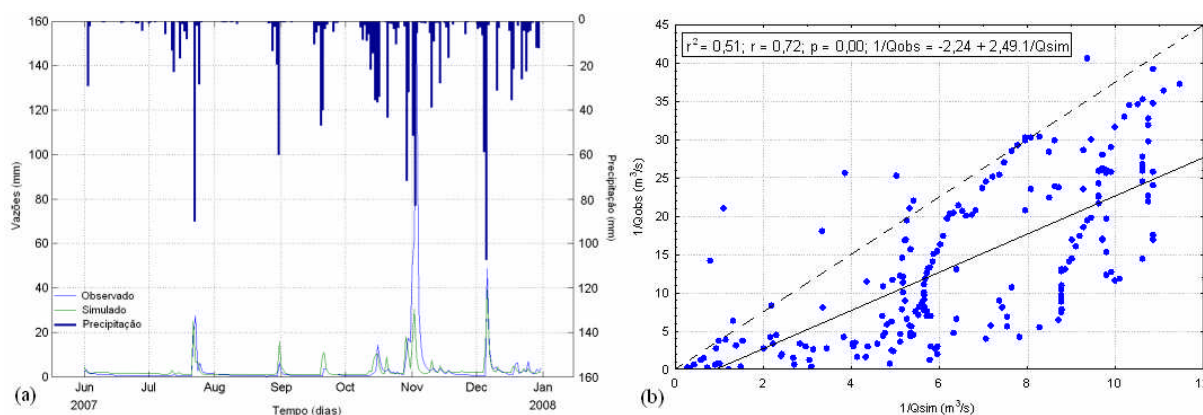 160
140
120
100
80
60
40
20
0
Vazões (mm)
0
20
40
60
80
100
120
140
160
Precipitação (mm)
Observado
Simulado
Precipitação
Jun
Jul
Aug
Sep
Oct
Nov
Dec
Jan
2007
2008
Tempo (dias)
(a)
r² = 0,51; r = 0,72; p = 0,00; 1/Qobs = -2,24 + 2,49.1/Qsim
45
40
35
30
25
20
15
10
5
0
1/Qobs (m³/s)
0
2
4
6
8
10
12
1/Qsim (m³/s)
(b)